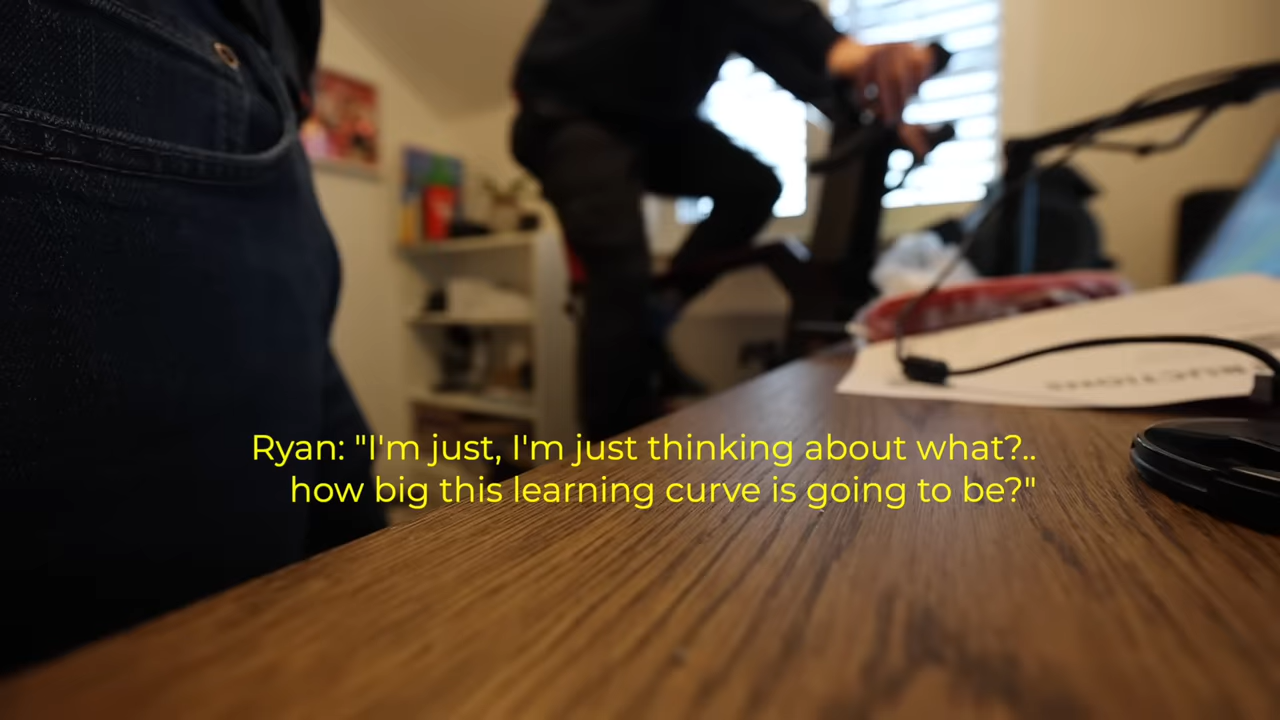 Ryan: "I'm just, I'm just thinking about what?..
how big this learning curve is going to be?"